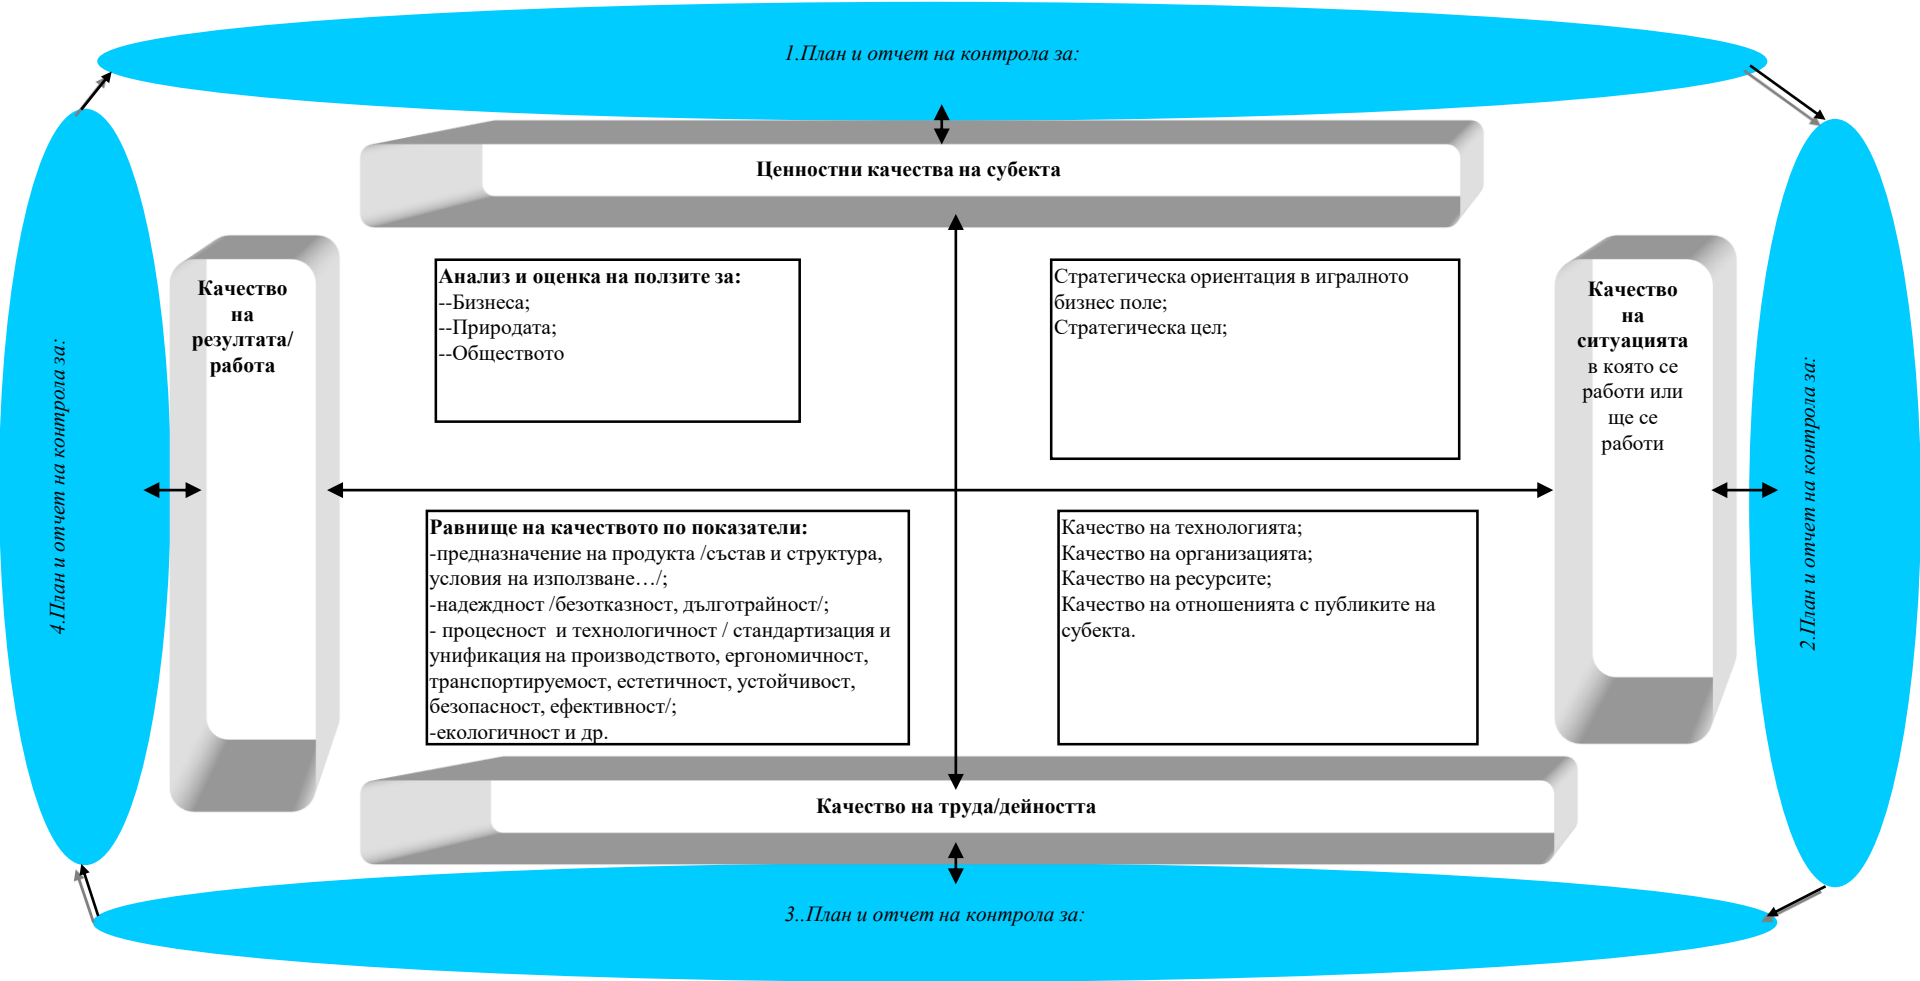 1.План и отчет на контрола за:
Ценностни качества на субекта
Качество
на
резултата/
работа
Анализ и оценка на ползите за:
--Бизнеса;
--Природата;
--Обществото
Стратегическа ориентация в игралното
бизнес поле;
Стратегическа цел;
Качество
на
ситуацията
в която се
работи или
ще се
работи
4.План и отчет на контрола за:
2.План и отчет на контрола за:
Равнище на качеството по показатели:
-предназначение на продукта /състав и структура,
условия на използване…/;
-надеждност /безотказност, дълготрайност/;
- процесност  и технологичност / стандартизация и
унификация на производството, ергономичност,
транспортируемост, естетичност, устойчивост,
безопасност, ефективност/;
-екологичност и др.
Качество на технологията;
Качество на организацията;
Качество на ресурсите;
Качество на отношенията с публиките на
субекта.
Качество на труда/дейността
3..План и отчет на контрола за: